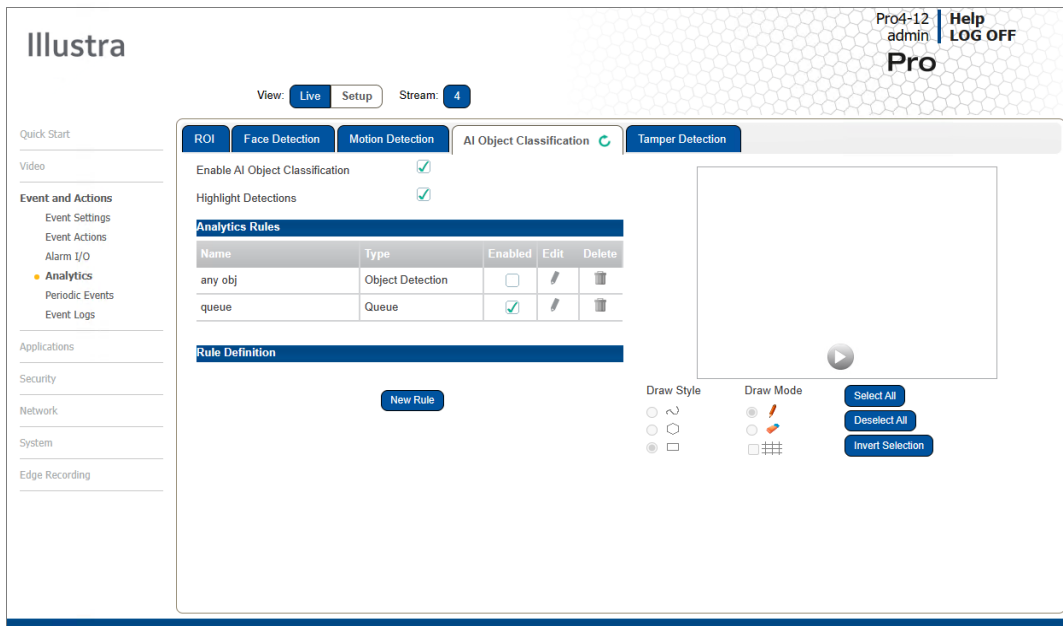 Illustra
Pro4-12 Help
admin LOG OFF
Pro
View: Live Setup Stream: 4
Quick Start
Video
Event and Actions
Event Settings
Event Actions
Alarm I/O
Analytics
Periodic Events
Event Logs
Applications
Security
Network
System
Edge Recording
ROI Face Detection Motion Detection AI Object Classification Tamper Detection
Enable AI Object Classification
Highlight Detections
Analytics Rules
Name Type Enabled Edit Delete
any obj Object Detection
queue Queue
Rule Definition
New Rule
Draw Style Draw Mode
Select All
Deselect All
Invert Selection